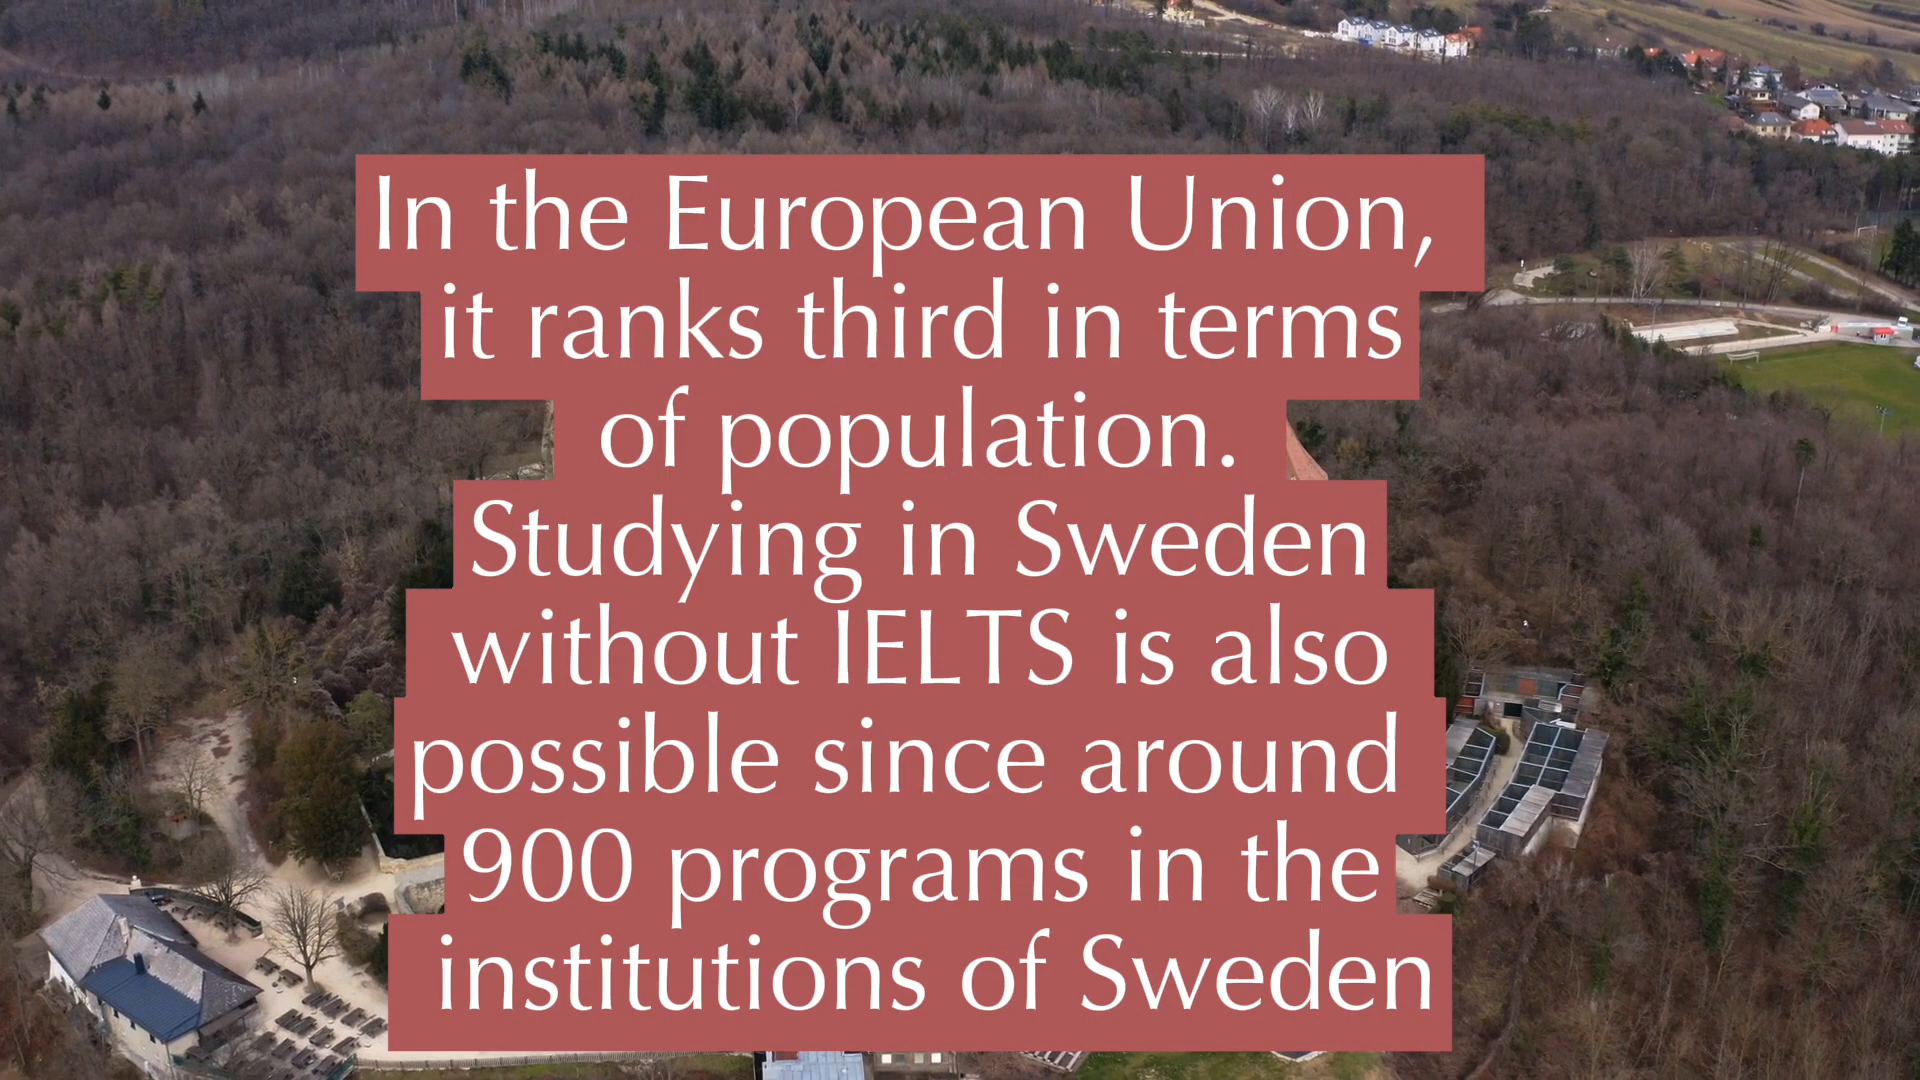 In the European Union,
it ranks third in terms
of population.
Studying in Sweden
without IELTS is also
possible since around
900 programs in the
institutions of Sweden